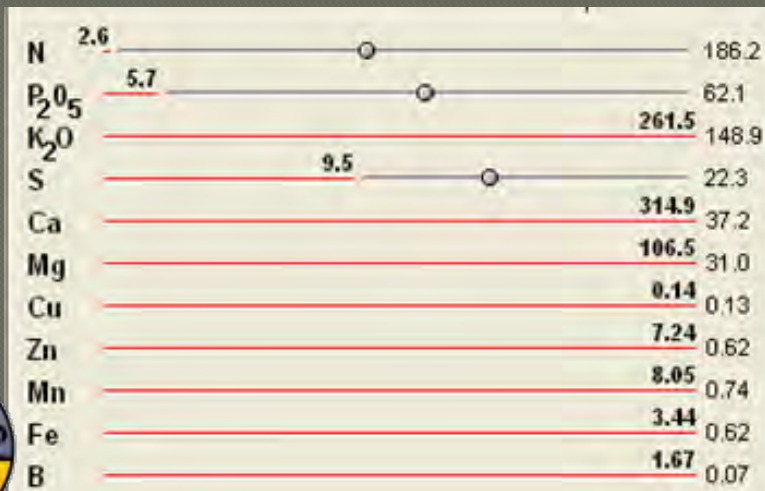 N 2.6 186.2
P2O5 5.7 62.1
K2O 261.5 148.9
S 9.5 22.3
Ca 314.9 37.2
Mg 106.5 31.0
Cu 0.14 0.13
Zn 7.24 0.62
Mn 8.05 0.74
Fe 3.44 0.62
B 1.67 0.07